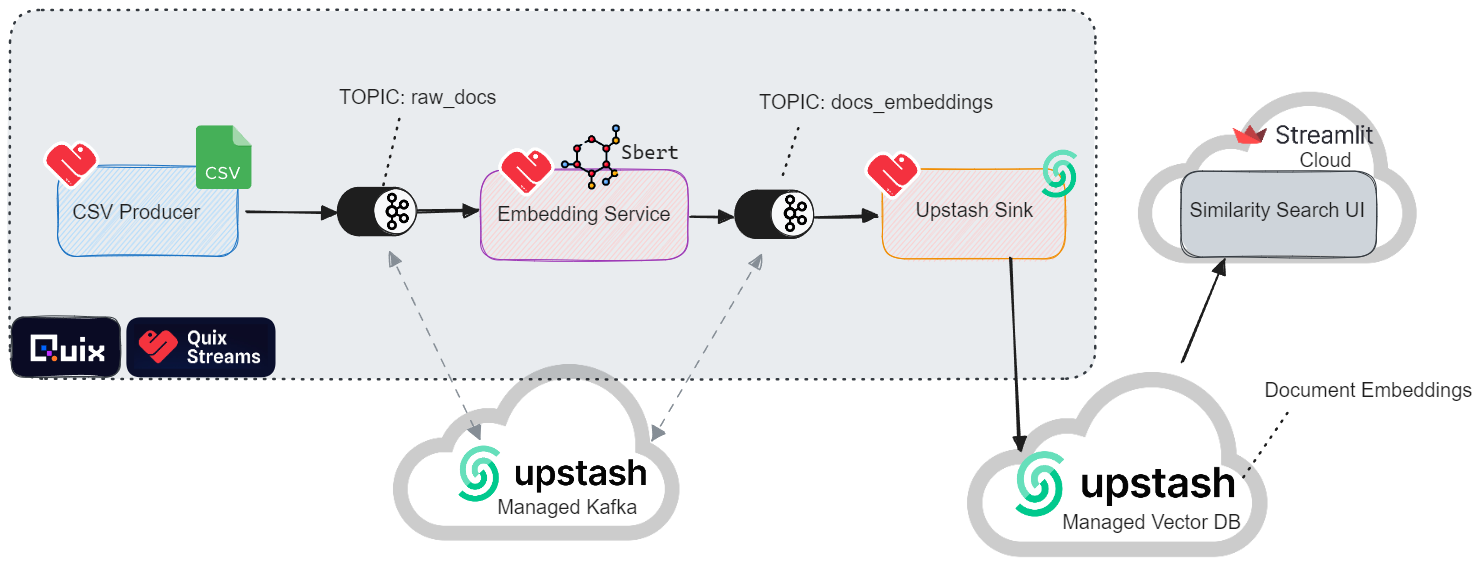 TOPIC: raw_docs
TOPIC: docs_embeddings
CSV
CSV Producer
Sbert
Embedding Service
Upstash Sink
Streamlit
Cloud
Similarity Search UI
Quix
Quix
Streams
upstash
Managed Kafka
Document Embeddings
upstash
Managed Vector DB